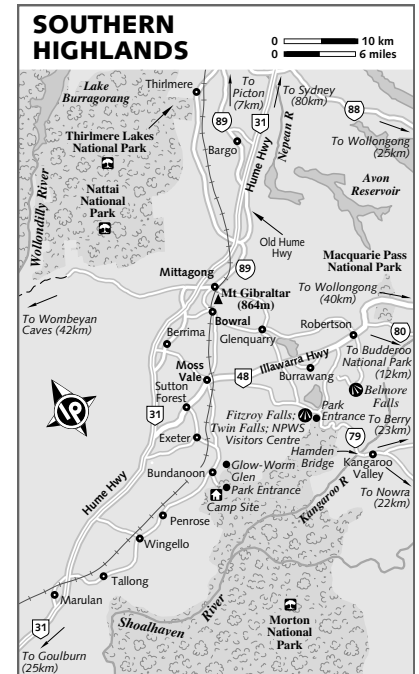 SOUTHERN
HIGHLANDS
0 10 km
0 6 miles
Lake
Burragorang
Thirlmere
To
Picton
(7km)
To Sydney
(80km)
88
To Wollongong
(25km)
89
31
Hume Hwy
Nepean R
Bargo
Thirlmere Lakes
National Park
Nattai
National
Park
Wollondilly River
Avon
Reservoir
Old Hume
Hwy
Macquarie Pass
National Park
89
Mittagong
Mt Gibraltar
(864m)
To Wollongong
(40km)
To Wombeyan
Caves (42km)
Bowral
Berrima
Glenquarry
Robertson
80
To Budderoo
National Park
(12km)
Illawarra Hwy
Moss
Vale
48
Burrawang
Belmore
Falls
Sutton
Forest
31
Fitzroy Falls;
Twin Falls; NPWS
Visitors Centre
Park
Entrance
To Berry
(23km)
79
Exeter
Hamden
Bridge
Kangaroo
Valley
Bundanoon
Glow-Worm
Glen
Park Entrance
Camp Site
Kangaroo R
To Nowra
(22km)
Hume Hwy
Penrose
Wingello
Tallong
Marulan
Shoalhaven
River
Morton
National
Park
31
To Goulburn
(25km)